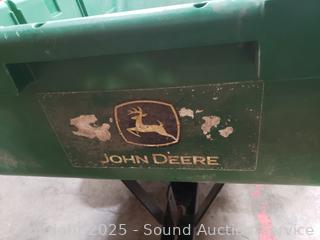 JOHN DEERE
2025 - Sound Auction Service